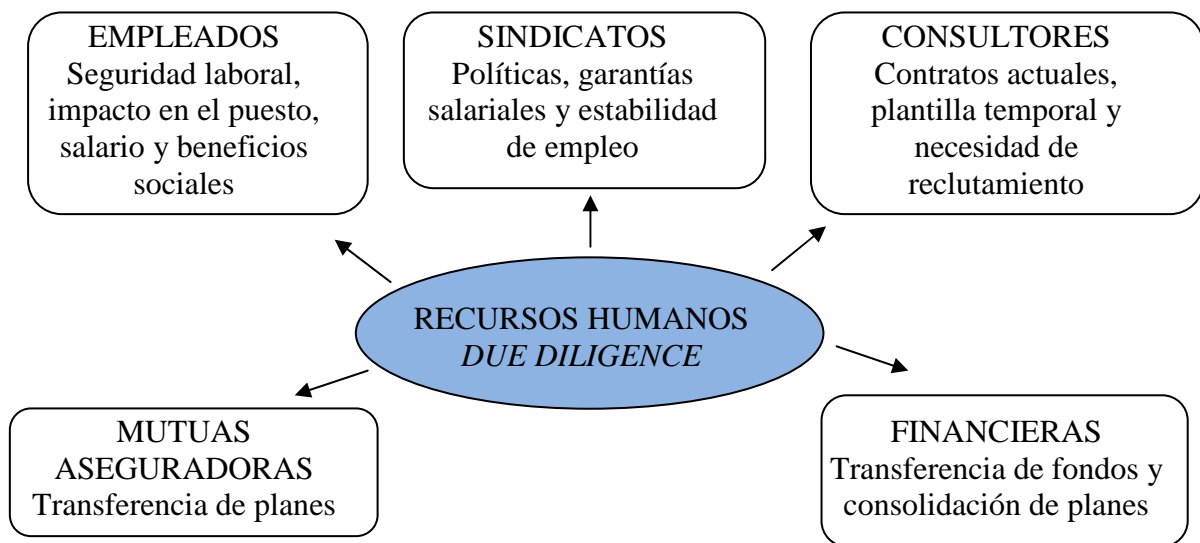 EMPLEADOS
Seguridad laboral,
impacto en el puesto,
salario y beneficios
sociales
SINDICATOS
Políticas, garantías
salariales y estabilidad
de empleo
CONSULTORES
Contratos actuales,
plantilla temporal y
necesidad de
reclutamiento
RECURSOS HUMANOS
DUE DILIGENCE
MUTUAS
ASEGURADORAS
Transferencia de planes
FINANCIERAS
Transferencia de fondos y
consolidación de planes